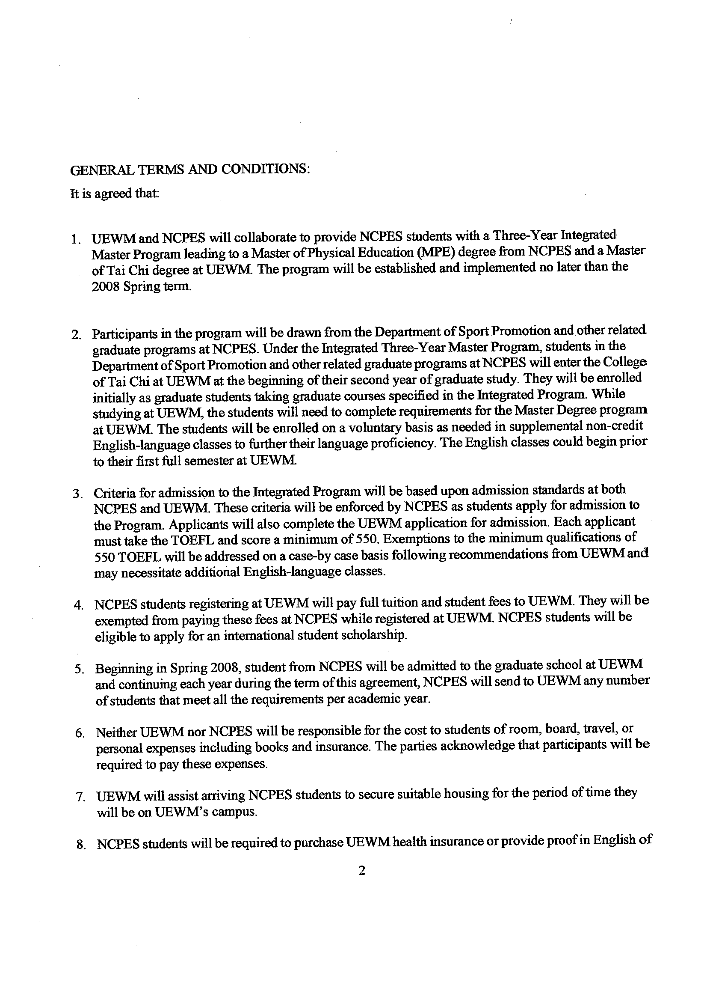 GENERAL TERMS AND CONDITIONS:
It is agreed that:
1. UEWM and NCPES will collaborate to provide NCPES students with a Three-Year Integrated
Master Program leading to a Master of Physical Education (MPE) degree from NCPES and a Master
of Tai Chi degree at UEWM. The program will be established and implemented no later than the
2008 Spring term.
2. Participants in the program will be drawn from the Department of Sport Promotion and other related
graduate programs at NCPES. Under the Integrated Three-Year Master Program, students in the
Department of Sport Promotion and other related graduate programs at NCPES will enter the College
of Tai Chi at UEWM at the beginning of their second year of graduate study. They will be enrolled
initially as graduate students taking graduate courses specified in the Integrated Program. While
studying at UEWM, the students will need to complete requirements for the Master Degree program
at UEWM. The students will be enrolled on a voluntary basis as needed in supplemental non-credit
English-language classes to further their language proficiency. The English classes could begin prior
to their first full semester at UEWM.
3. Criteria for admission to the Integrated Program will be based upon admission standards at both
NCPES and UEWM. These criteria will be enforced by NCPES as students apply for admission to
the Program. Applicants will also complete the UEWM application for admission. Each applicant
must take the TOEFL and score a minimum of 550. Exemptions to the minimum qualifications of
550 TOEFL will be addressed on a case-by case basis following recommendations from UEWM and
may necessitate additional English-language classes.
4. NCPES students registering at UEWM will pay full tuition and student fees to UEWM. They will be
exempted from paying these fees at NCPES while registered at UEWM. NCPES students will be
eligible to apply for an international student scholarship.
5. Beginning in Spring 2008, student from NCPES will be admitted to the graduate school at UEWM
and continuing each year during the term of this agreement, NCPES will send to UEWM any number
of students that meet all the requirements per academic year.
6. Neither UEWM nor NCPES will be responsible for the cost to students of room, board, travel, or
personal expenses including books and insurance. The parties acknowledge that participants will be
required to pay these expenses.
7. UEWM will assist arriving NCPES students to secure suitable housing for the period of time they
will be on UEWM's campus.
8. NCPES students will be required to purchase UEWM health insurance or provide proof in English of
2